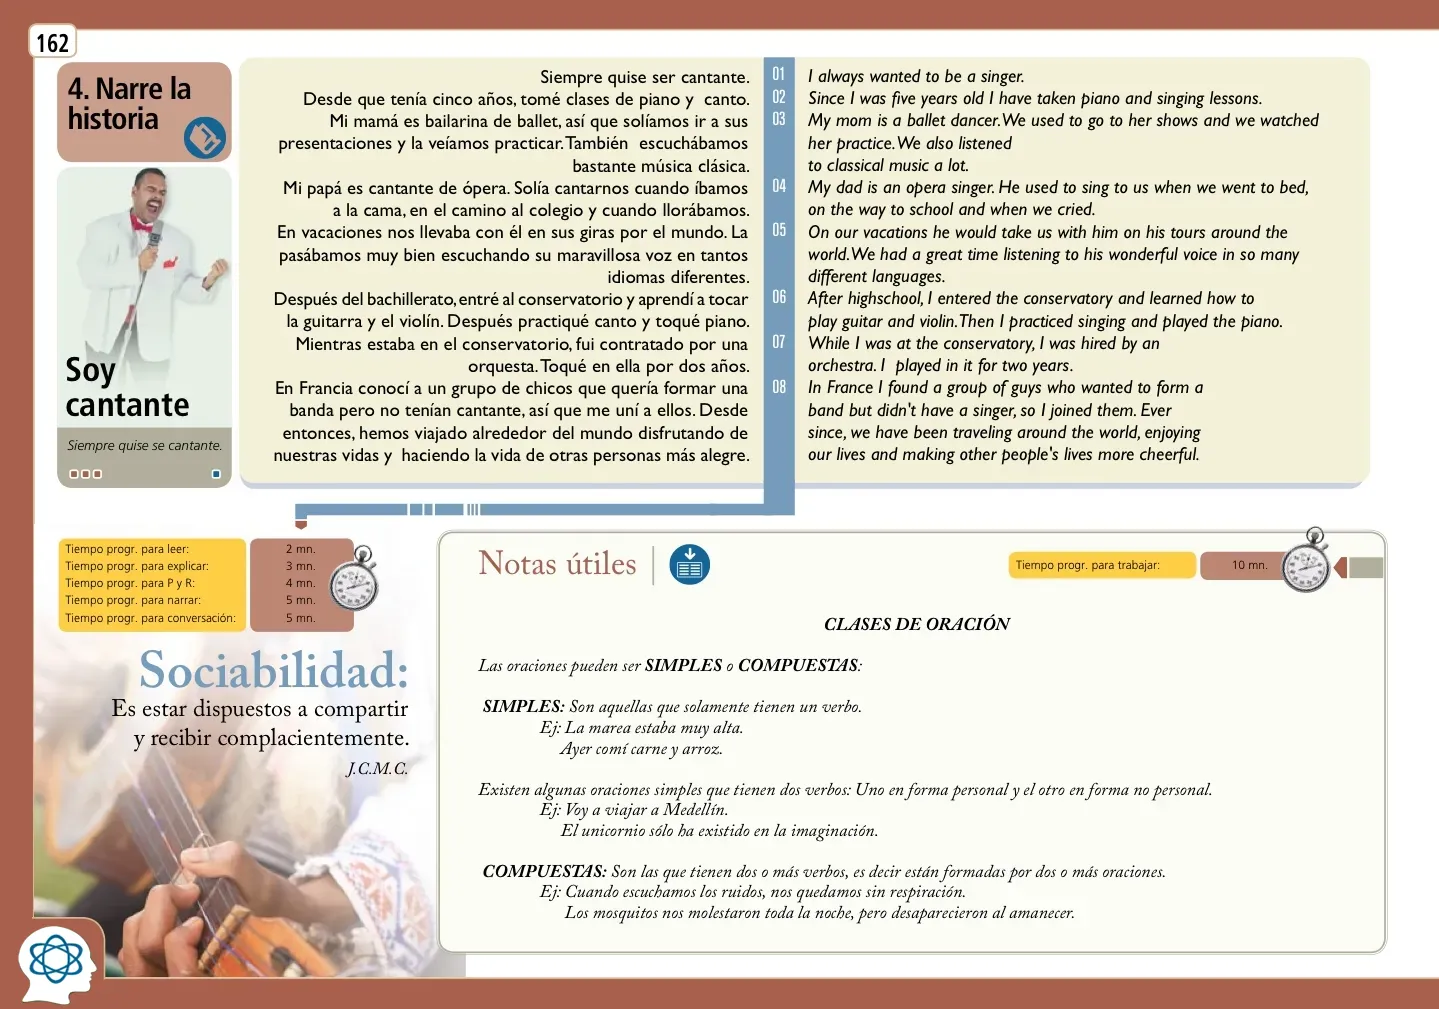 162
4. Narre la
historia
Soy
cantante
Siempre quise se cantante.
Siempre quise ser cantante.
Desde que tenía cinco años, tomé clases de piano y canto.
Mi mamá es bailarina de ballet, así que solíamos ir a sus
presentaciones y la veíamos practicar. También escuchábamos
bastante música clásica.
Mi papá es cantante de ópera. Solía cantarnos cuando íbamos
a la cama, en el camino al colegio y cuando llorábamos.
En vacaciones nos llevaba con él en sus giras por el mundo. La
pasábamos muy bien escuchando su maravillosa voz en tantos
idiomas diferentes.
Después del bachillerato, entré al conservatorio y aprendí a tocar
la guitarra y el violín. Después practiqué canto y toqué piano.
Mientras estaba en el conservatorio, fui contratado por una
orquesta. Toqué en ella por dos años.
En Francia conocí a un grupo de chicos que quería formar una
banda pero no tenían cantante, así que me uní a ellos. Desde
entonces, hemos viajado alrededor del mundo disfrutando de
nuestras vidas y haciendo la vida de otras personas más alegre.
01
02
03
04
05
06
07
08
I always wanted to be a singer.
Since I was five years old I have taken piano and singing lessons.
My mom is a ballet dancer. We used to go to her shows and we watched
her practice. We also listened
to classical music a lot.
My dad is an opera singer. He used to sing to us when we went to bed,
on the way to school and when we cried.
On our vacations he would take us with him on his tours around the
world. We had a great time listening to his wonderful voice in so many
different languages.
After highschool, I entered the conservatory and learned how to
play guitar and violin. Then I practiced singing and played the piano.
While I was at the conservatory, I was hired by an
orchestra. I played in it for two years.
In France I found a group of guys who wanted to form a
band but didn't have a singer, so I joined them. Ever
since, we have been traveling around the world, enjoying
our lives and making other people's lives more cheerful.
Tiempo progr. para leer: 2 mn.
Tiempo progr. para explicar: 3 mn.
Tiempo progr. para P y R: 4 mn.
Tiempo progr. para narrar: 5 mn.
Tiempo progr. para conversación: 5 mn.
Sociabilidad:
Es estar dispuestos a compartir
y recibir complacientemente.
J.C.M.C.
Notas útiles
Tiempo progr. para trabajar: 10 mn.
CLASES DE ORACIÓN
Las oraciones pueden ser SIMPLES o COMPUESTAS:
SIMPLES: Son aquellas que solamente tienen un verbo.
Ej: La marea estaba muy alta.
Ayer comí carne y arroz.
Existen algunas oraciones simples que tienen dos verbos: Uno en forma personal y el otro en forma no personal.
Ej: Voy a viajar a Medellín.
El unicornio sólo ha existido en la imaginación.
COMPUESTAS: Son las que tienen dos o más verbos, es decir están formadas por dos o más oraciones.
Ej: Cuando escuchamos los ruidos, nos quedamos sin respiración.
Los mosquitos nos molestaron toda la noche, pero desaparecieron al amanecer.